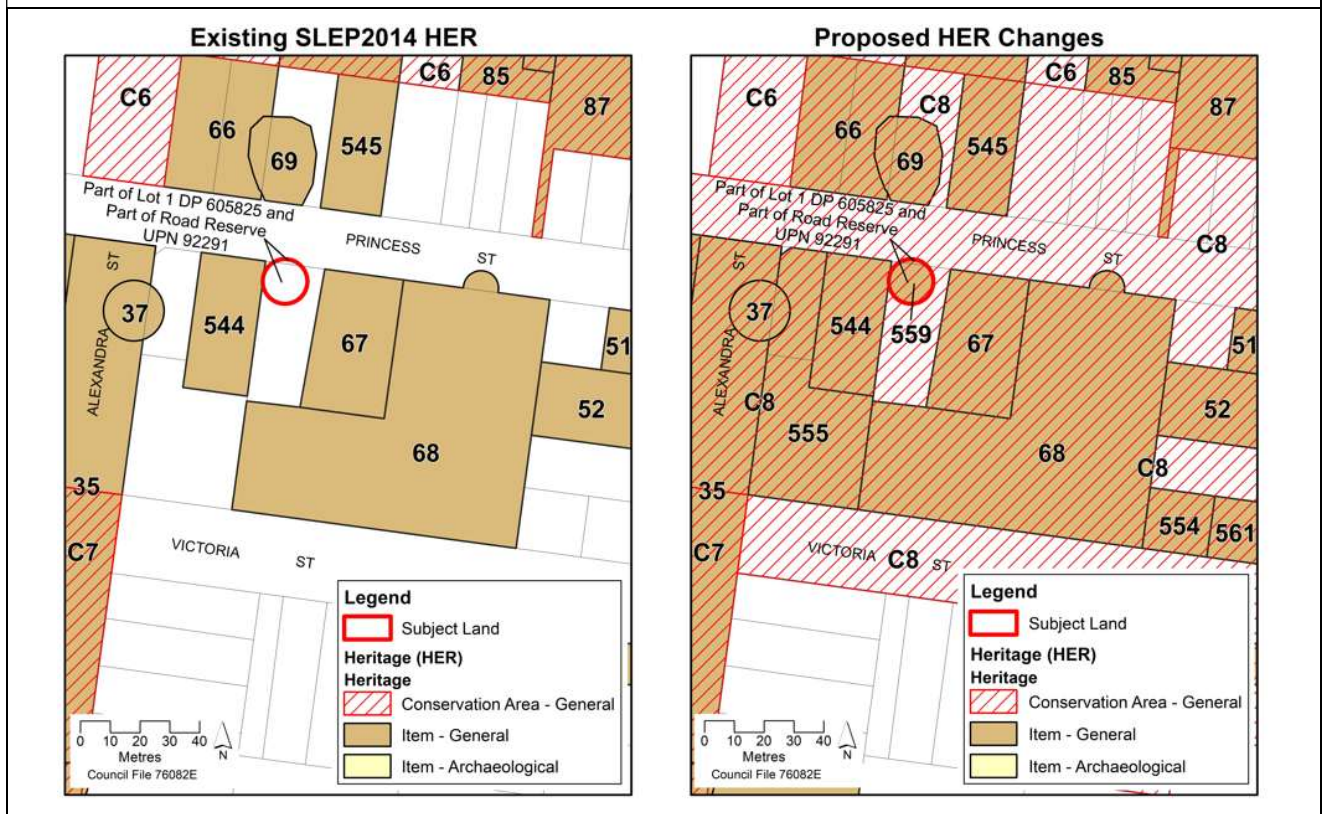 Existing SLEP2014 HER
C6
C6
85
87
66
69
545
Part of Lot 1 DP 605825 and
Part of Road Reserve
UPN 92291
PRINCESS
ST
ST
37
544
67
51
ALEXANDRA
52
68
35
C7
VICTORIA
ST
Legend
Subject Land
Heritage (HER)
Heritage
Conservation Area - General
Item - General
Item - Archaeological
0 10 20 30 40
Metres
N
Council File 76082E
Proposed HER Changes
C6
C6
85
87
C8
66
69
545
Part of Lot 1 DP 605825 and
Part of Road Reserve
UPN 92291
PRINCESS
C8
ST
ST
37
544
559
67
51
ALEXANDRA
C8
52
555
68
C8
35
554
561
C7
VICTORIA
C8
ST
Legend
Subject Land
Heritage (HER)
Heritage
Conservation Area - General
Item - General
Item - Archaeological
0 10 20 30 40
Metres
N
Council File 76082E